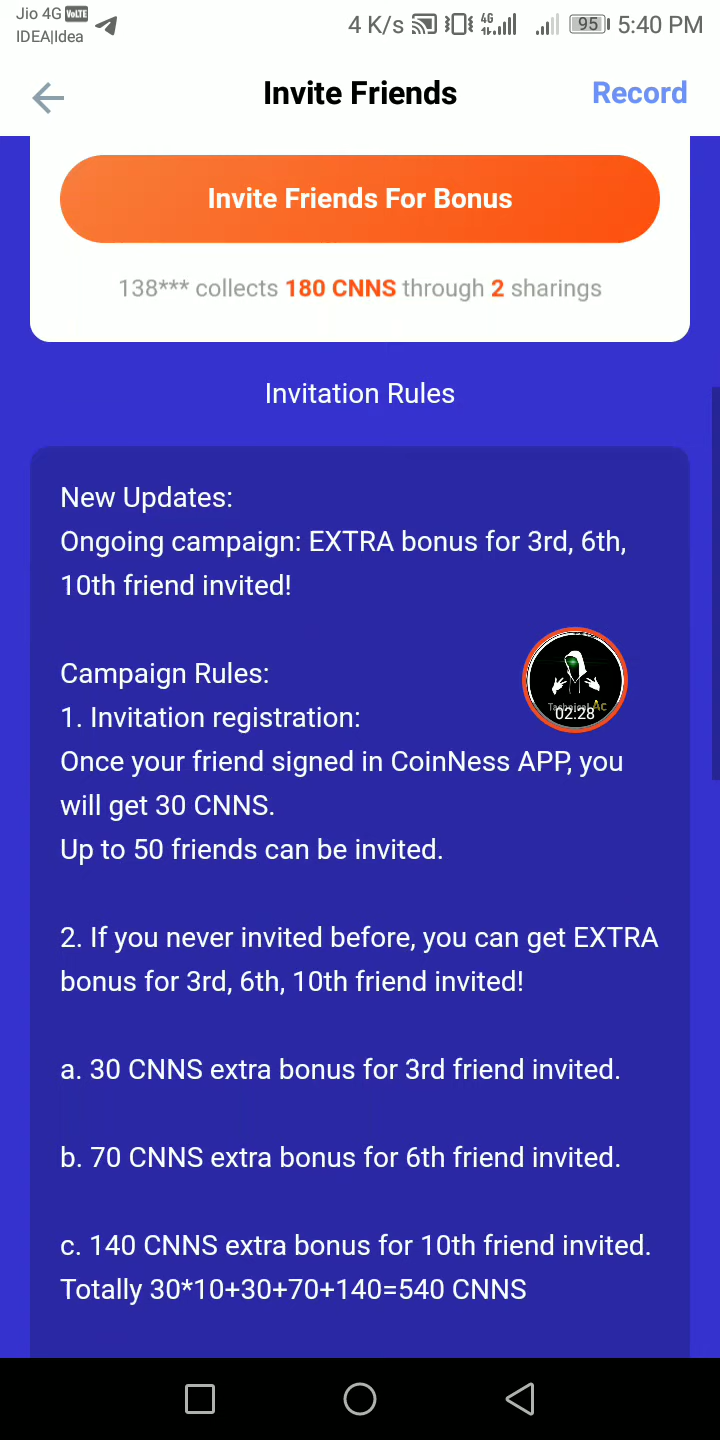 Jio 4G VoLTE
IDEA|Idea
4 K/s 4G 95 5:40 PM
Invite Friends
Record
Invite Friends For Bonus
138*** collects 180 CNNS through 2 sharings
Invitation Rules
New Updates:
Ongoing campaign: EXTRA bonus for 3rd, 6th,
10th friend invited!
Campaign Rules:
1. Invitation registration:
Once your friend signed in CoinNess APP, you
will get 30 CNNS.
Up to 50 friends can be invited.
Ac
02:28
2. If you never invited before, you can get EXTRA
bonus for 3rd, 6th, 10th friend invited!
a. 30 CNNS extra bonus for 3rd friend invited.
b. 70 CNNS extra bonus for 6th friend invited.
c. 140 CNNS extra bonus for 10th friend invited.
Totally 30*10+30+70+140=540 CNNS